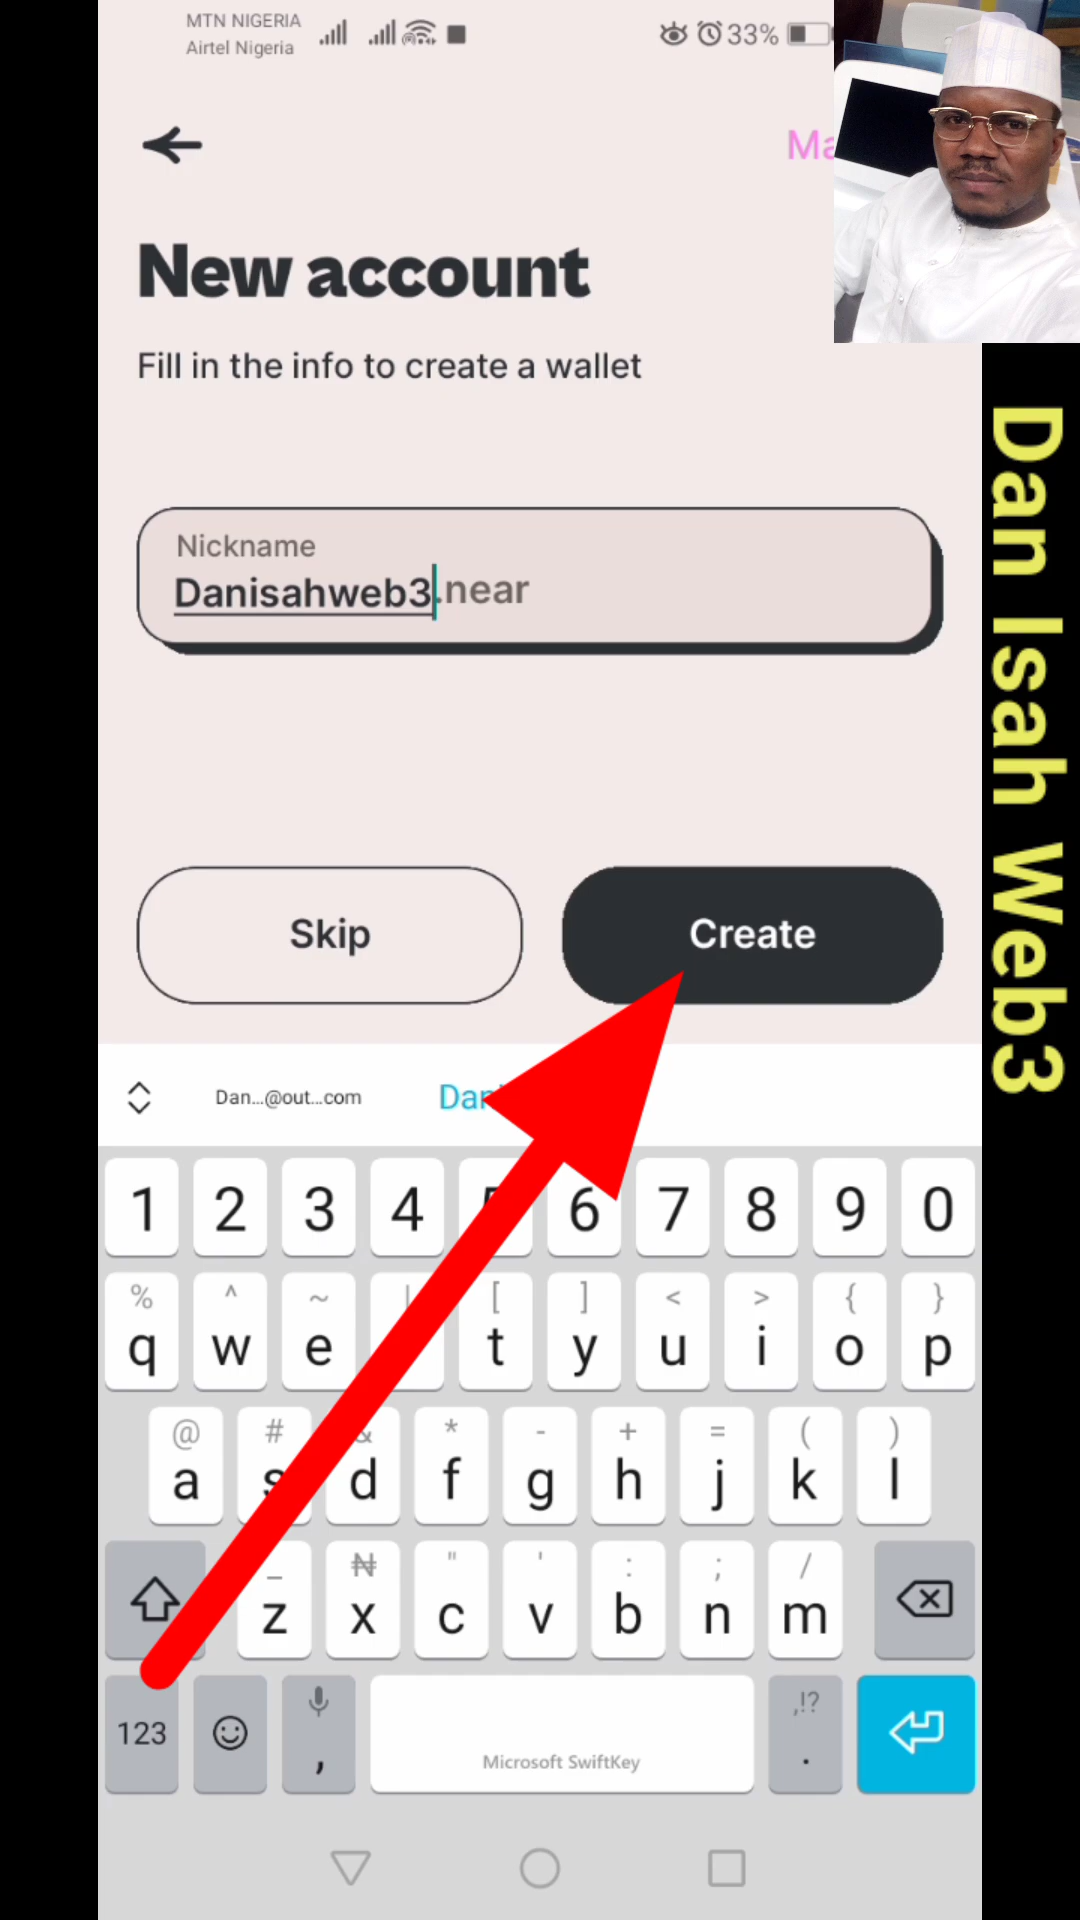 MTN NIGERIA
Airtel Nigeria
33%
New account
Fill in the info to create a wallet
Nickname
Danisahweb3.near
Skip
Create
Dan...@out...com
1 2 3 4 6 7 8 9 0
% ^ ~ | [ ] < > { }
q w e t y u i o p
@ # & * - + = ( )
a s d f g h j k l
_ ₦ " ' : ; /
z x c v b n m
,!?
123 , Microsoft SwiftKey .
Dan Isah Web3